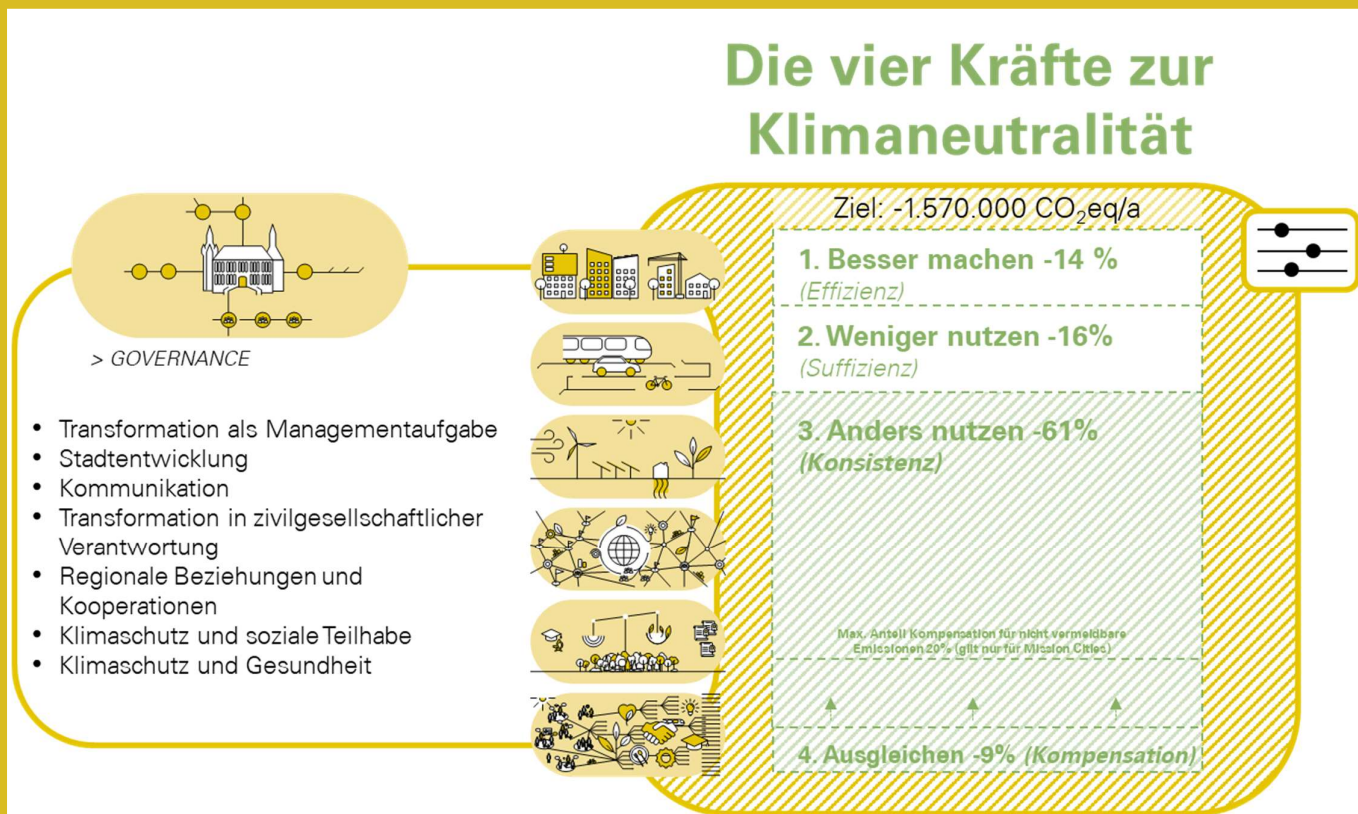 Die vier Kräfte zur
Klimaneutralität
> GOVERNANCE
• Transformation als Managementaufgabe
• Stadtentwicklung
• Kommunikation
• Transformation in zivilgesellschaftlicher
Verantwortung
• Regionale Beziehungen und
Kooperationen
• Klimaschutz und soziale Teilhabe
• Klimaschutz und Gesundheit
Ziel: -1.570.000 CO₂eq/a
1. Besser machen -14 %
(Effizienz)
2. Weniger nutzen -16%
(Suffizienz)
3. Anders nutzen -61%
(Konsistenz)
Max. Anteil Kompensation für nicht vermeidbare
Emissionen 20% (gilt nur für Mission Cities)
4. Ausgleichen -9% (Kompensation)